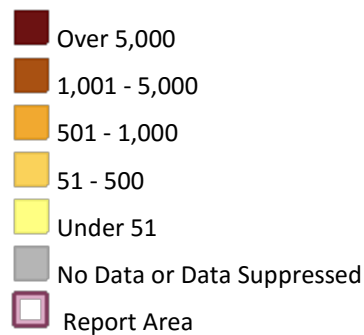 Over 5,000
1,001 - 5,000
501 - 1,000
51 - 500
Under 51
No Data or Data Suppressed
Report Area